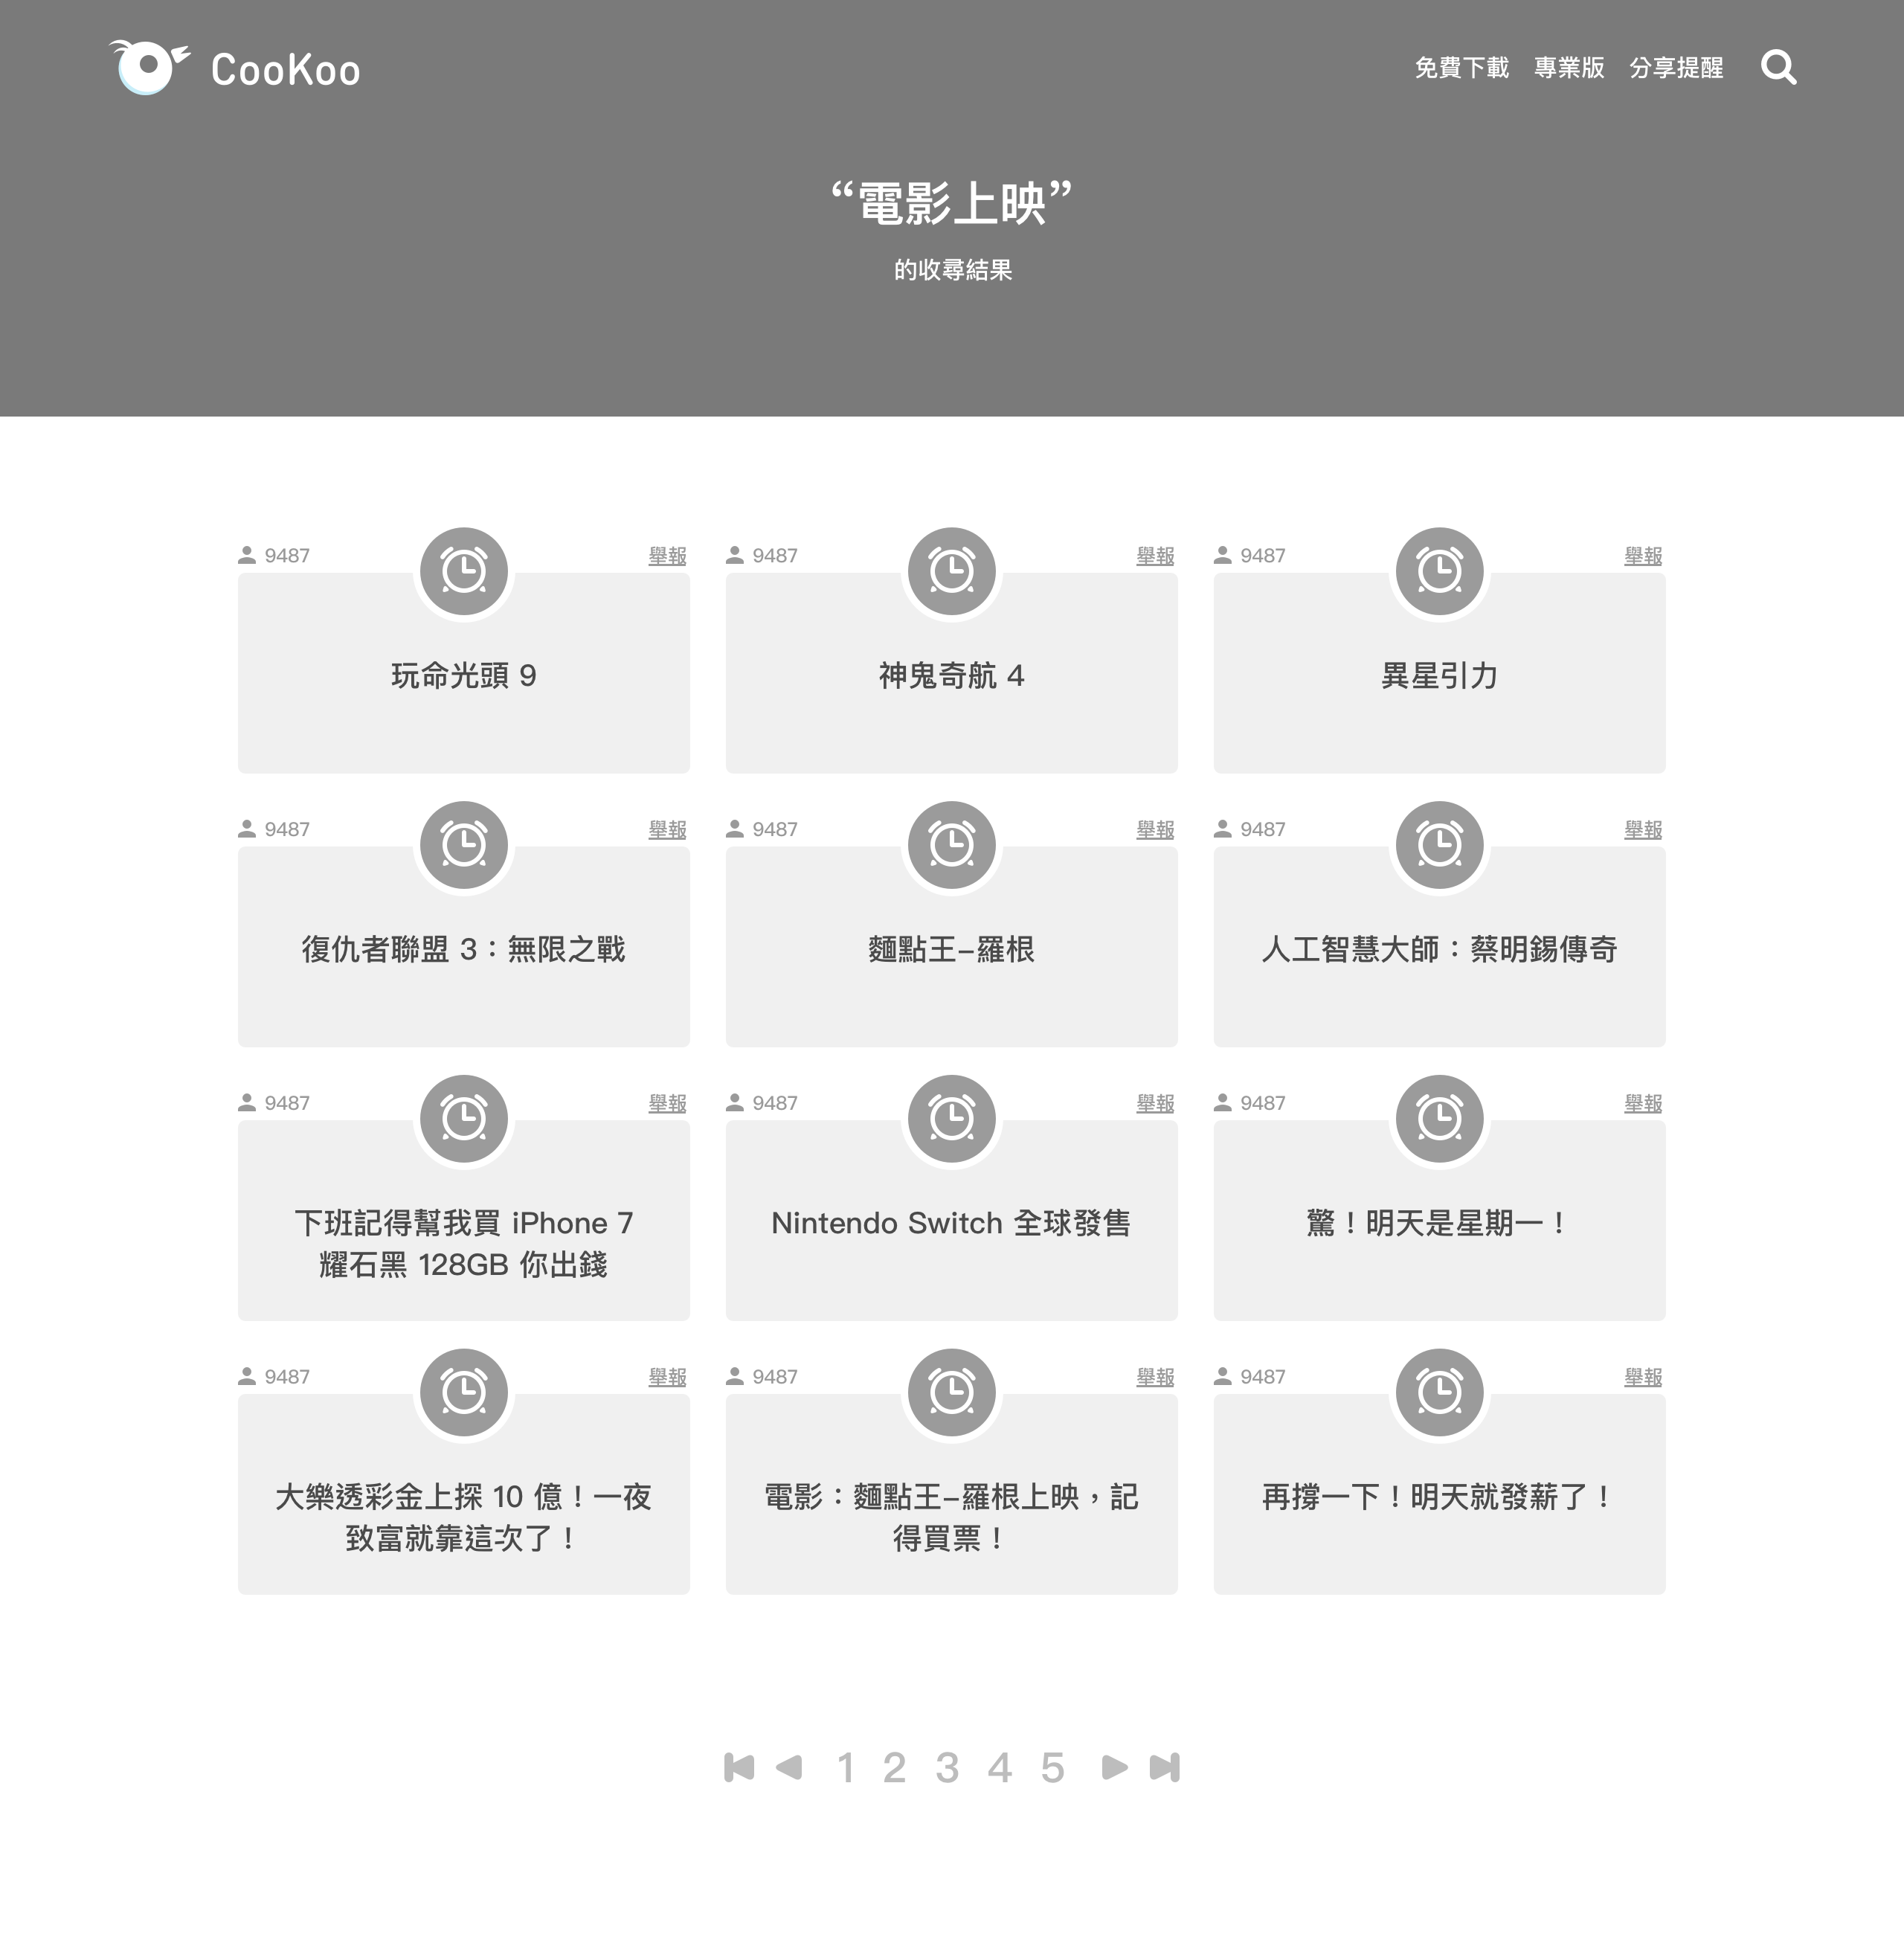 CooKoo
免費下載 專業版 分享提醒
“電影上映”
的收尋結果
9487 舉報 9487 舉報 9487 舉報
玩命光頭 9
神鬼奇航 4
異星引力
9487 舉報 9487 舉報 9487 舉報
復仇者聯盟 3：無限之戰
麵點王–羅根
人工智慧大師：蔡明錫傳奇
9487 舉報 9487 舉報 9487 舉報
下班記得幫我買 iPhone 7
耀石黑 128GB 你出錢
Nintendo Switch 全球發售
驚！明天是星期一！
9487 舉報 9487 舉報 9487 舉報
大樂透彩金上探 10 億！一夜
致富就靠這次了！
電影：麵點王–羅根上映，記
得買票！
再撐一下！明天就發薪了！
1 2 3 4 5